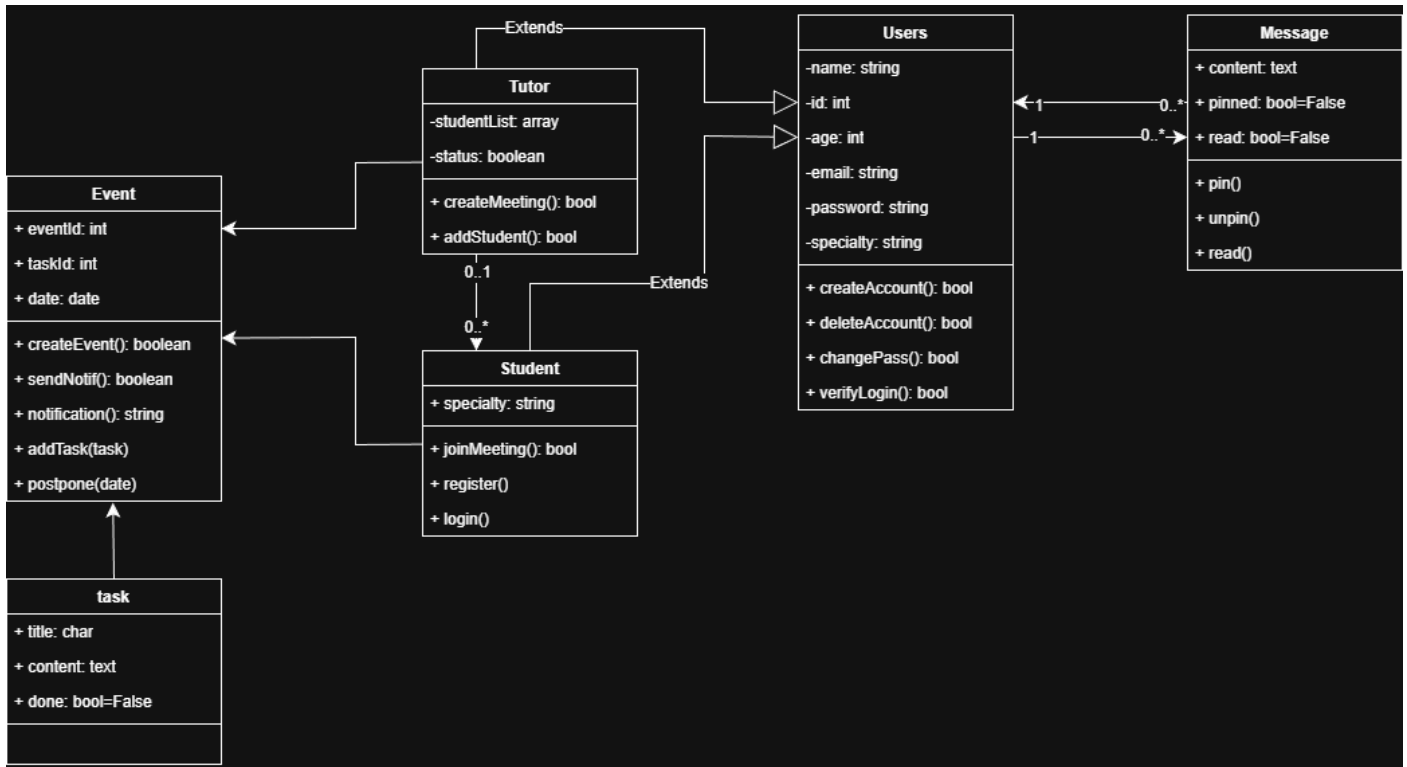 Extends
Tutor
-studentList: array
-status: boolean
+ createMeeting(): bool
+ addStudent(): bool
0..1
0..*
Users
-name: string
-id: int
-age: int
-email: string
-password: string
-specialty: string
+ createAccount(): bool
+ deleteAccount(): bool
+ changePass(): bool
+ verifyLogin(): bool
1
0..*
1
0..*
Message
+ content: text
+ pinned: bool=False
+ read: bool=False
+ pin()
+ unpin()
+ read()
Event
+ eventId: int
+ taskId: int
+ date: date
+ createEvent(): boolean
+ sendNotif(): boolean
+ notification(): string
+ addTask(task)
+ postpone(date)
Extends
Student
+ specialty: string
+ joinMeeting(): bool
+ register()
+ login()
task
+ title: char
+ content: text
+ done: bool=False